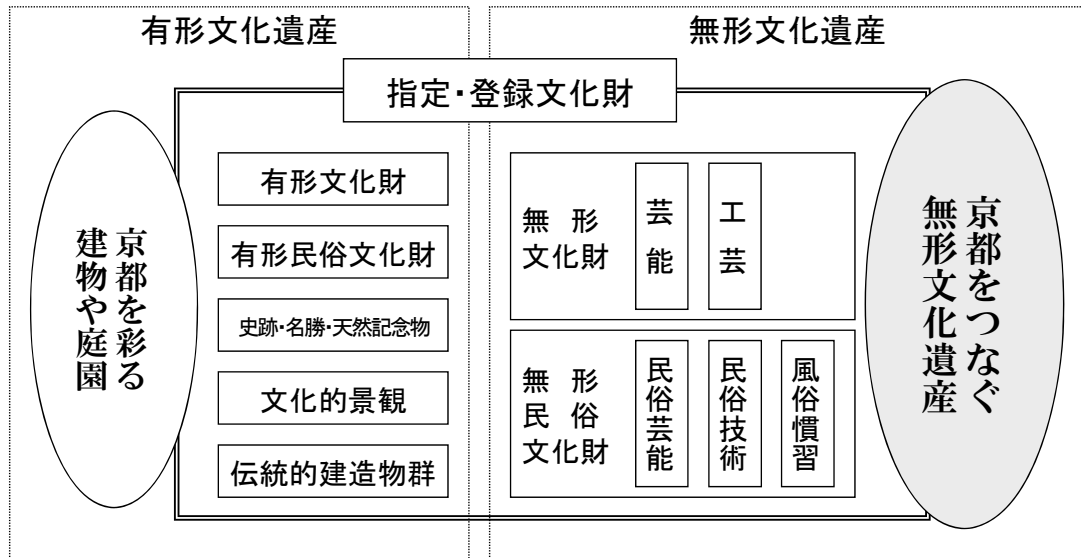 有形文化遺産
無形文化遺産
指定・登録文化財
京都を彩る
建物や庭園
有形文化財
有形民俗文化財
史跡・名勝・天然記念物
文化的景観
伝統的建造物群
無形
文化財
芸能
工芸
無形
民俗
文化財
民俗芸能
民俗技術
風俗慣習
京都をつなぐ
無形文化遺産